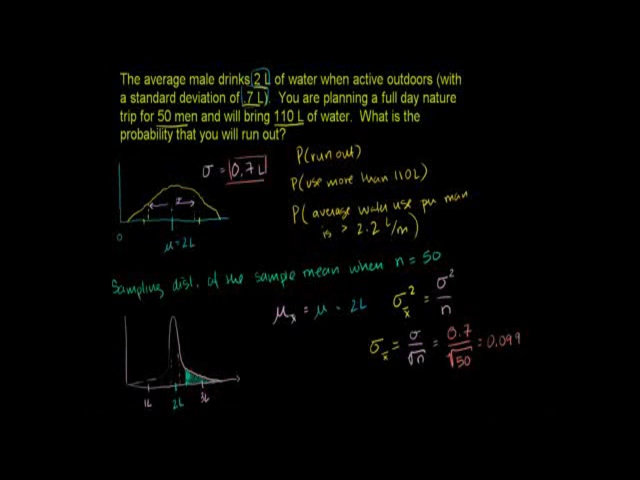 The average male drinks 2 L of water when active outdoors (with
a standard deviation of .7 L). You are planning a full day nature
trip for 50 men and will bring 110 L of water. What is the
probability that you will run out?
σ = 0.7 L
P(run out)
P(use more than 110L)
P(average water use per man
is > 2.2 L/m)
0
μ = 2L
Sampling dist. of the sample mean when n = 50
μx̄ = μ = 2L
σ²x̄ = σ²/n
σx̄ = σ/√n = 0.7/√50 = 0.099
1L 2L 3L